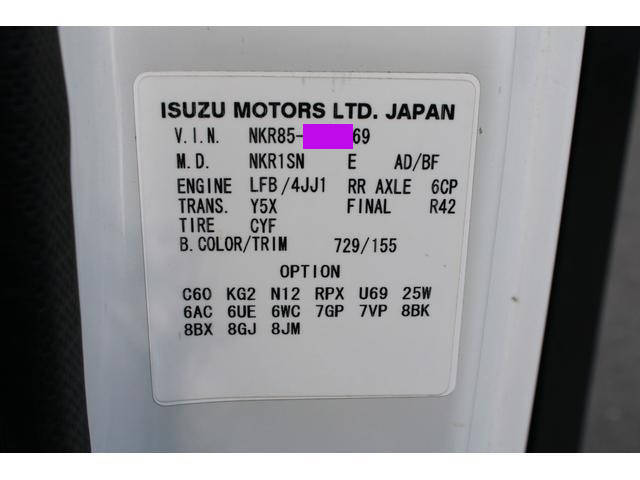 ISUZU MOTORS LTD. JAPAN
V.I.N. NKR85- 69
M.D. NKR1SN E AD/BF
ENGINE LFB/4JJ1 RR AXLE 6CP
TRANS. Y5X FINAL R42
TIRE CYF
B.COLOR/TRIM 729/155
OPTION
C60 KG2 N12 RPX U69 25W
6AC 6UE 6WC 7GP 7VP 8BK
8BX 8GJ 8JM